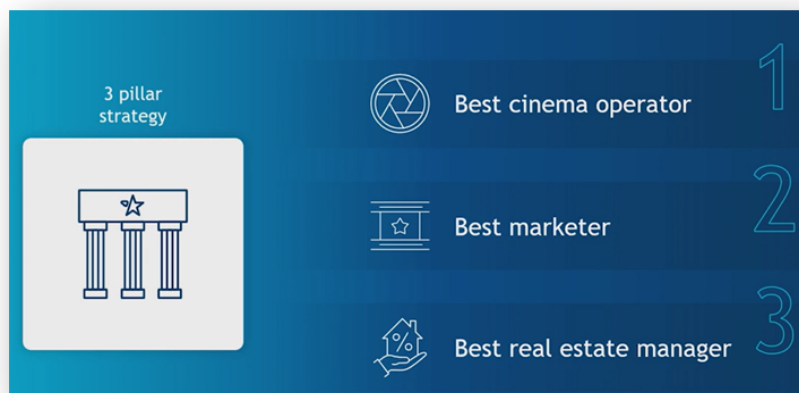 3 pillar
strategy
Best cinema operator
1
Best marketer
2
Best real estate manager
3
%